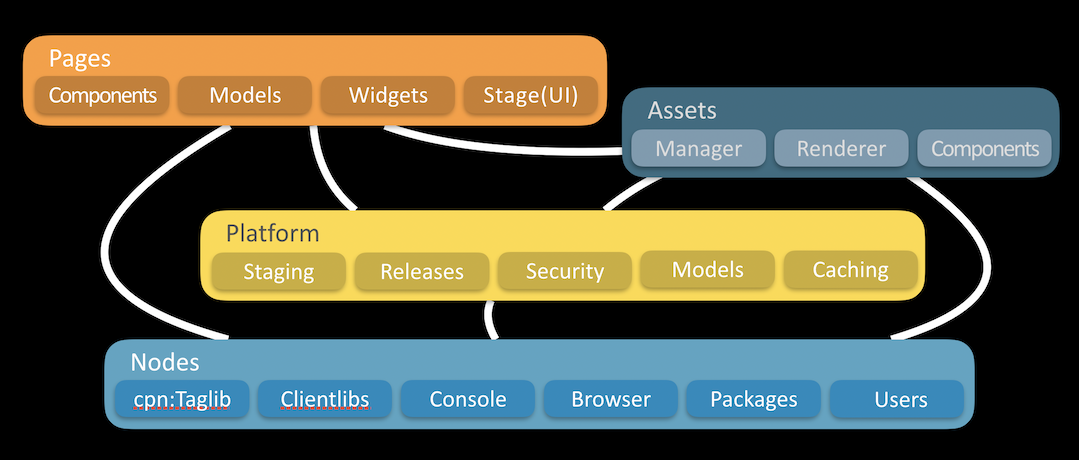 Pages
Components Models Widgets Stage(UI)
Assets
Manager Renderer Components
Platform
Staging Releases Security Models Caching
Nodes
cpn:Taglib Clientlibs Console Browser Packages Users